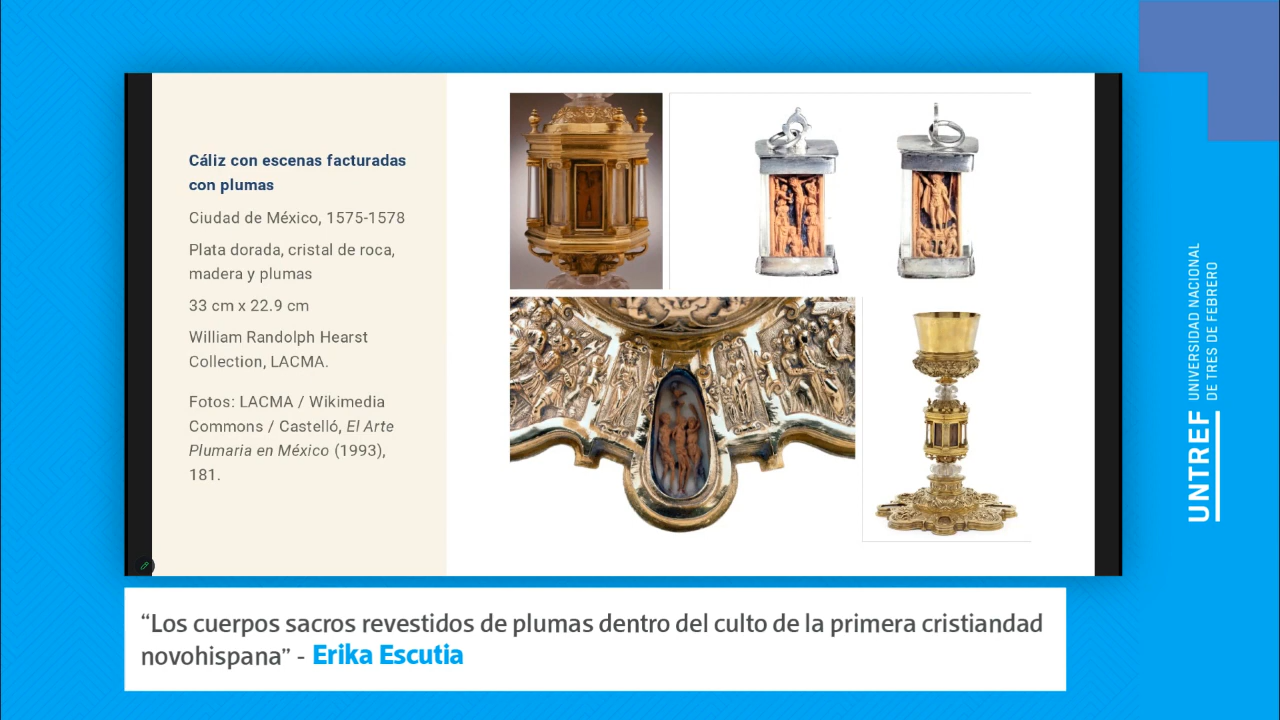 Cáliz con escenas facturadas
con plumas
Ciudad de México, 1575-1578
Plata dorada, cristal de roca,
madera y plumas
33 cm x 22.9 cm
William Randolph Hearst
Collection, LACMA.
Fotos: LACMA / Wikimedia
Commons / Castelló, El Arte
Plumaria en México (1993),
181.
“Los cuerpos sacros revestidos de plumas dentro del culto de la primera cristiandad
novohispana” - Erika Escutia
UNTREF
UNIVERSIDAD NACIONAL
DE TRES DE FEBRERO